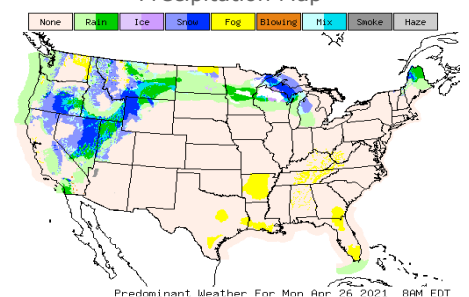 Precipitation Map
None Rain Ice Snow Fog Blowing Mix Smoke Haze
Predominant Weather For Mon Apr 26 2021 8AM EDT